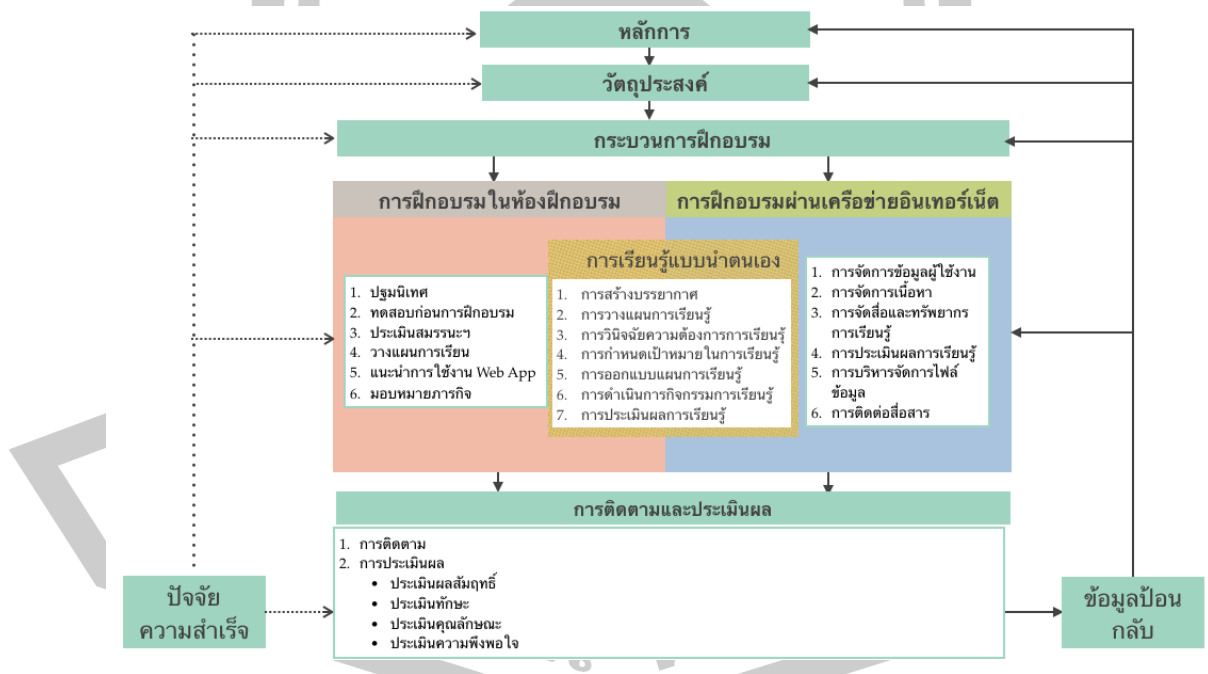 หลักการ
วัตถุประสงค์
กระบวนการฝึกอบรม
การฝึกอบรมในห้องฝึกอบรม
การฝึกอบรมผ่านเครือข่ายอินเทอร์เน็ต
1. ปฐมนิเทศ
2. ทดสอบก่อนการฝึกอบรม
3. ประเมินสมรรนะฯ
4. วางแผนการเรียน
5. แนะนำการใช้งาน Web App
6. มอบหมายภารกิจ
การเรียนรู้แบบนำตนเอง
1. การสร้างบรรยากาศ
2. การวางแผนการเรียนรู้
3. การวินิจฉัยความต้องการการเรียนรู้
4. การกำหนดเป้าหมายในการเรียนรู้
5. การออกแบบแผนการเรียนรู้
6. การดำเนินการกิจกรรมการเรียนรู้
7. การประเมินผลการเรียนรู้
1. การจัดการข้อมูลผู้ใช้งาน
2. การจัดการเนื้อหา
3. การจัดสื่อและทรัพยากร
การเรียนรู้
4. การประเมินผลการเรียนรู้
5. การบริหารจัดการไฟล์
ข้อมูล
6. การติดต่อสื่อสาร
การติดตามและประเมินผล
1. การติดตาม
2. การประเมินผล
• ประเมินผลสัมฤทธิ์
• ประเมินทักษะ
• ประเมินคุณลักษณะ
• ประเมินความพึงพอใจ
ปัจจัย
ความสำเร็จ
ข้อมูลป้อน
กลับ